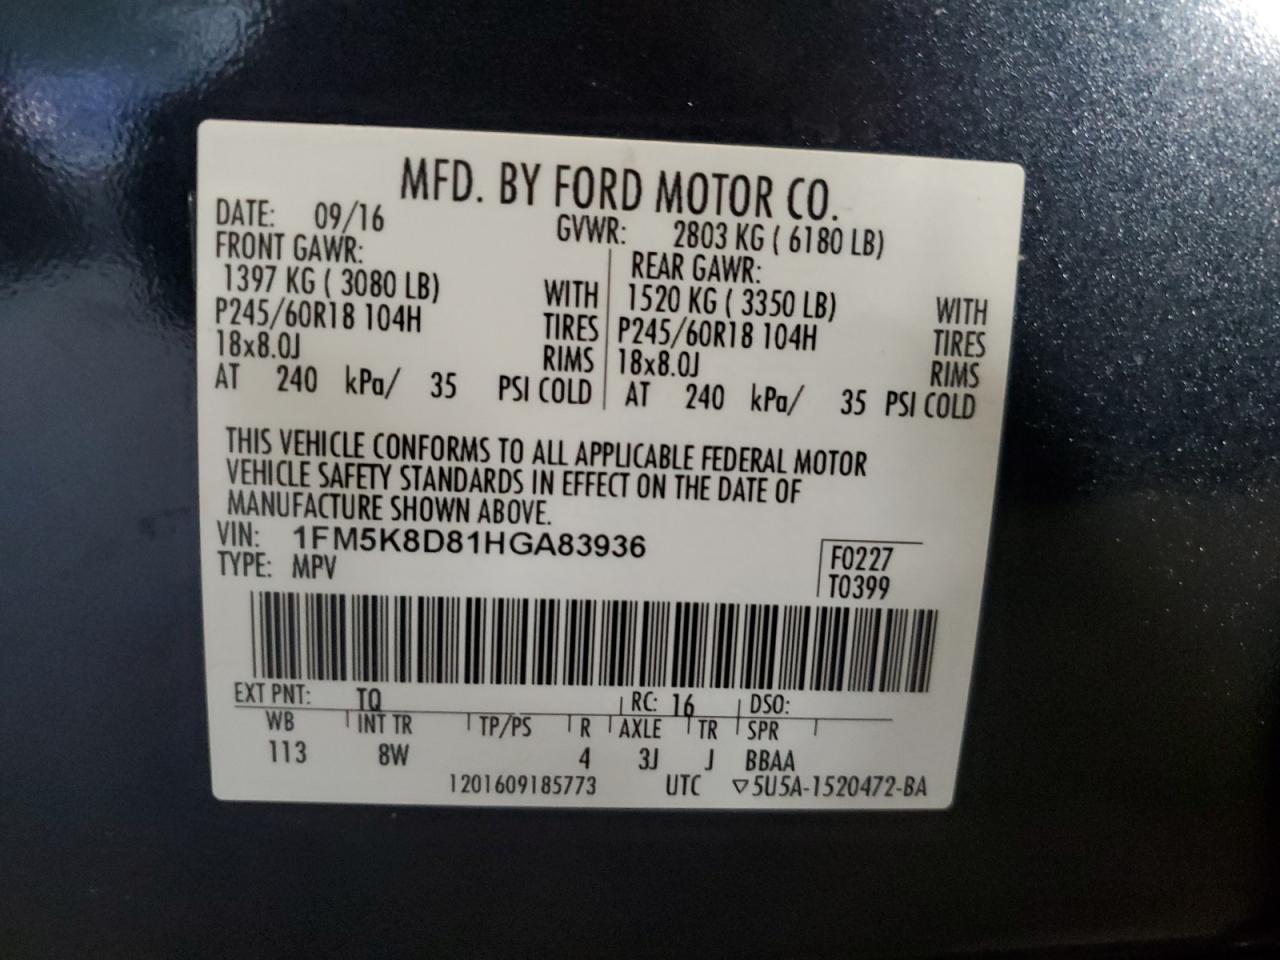 MFD. BY FORD MOTOR CO.
DATE: 09/16 GVWR: 2803 KG ( 6180 LB)
FRONT GAWR: REAR GAWR:
1397 KG ( 3080 LB) WITH 1520 KG ( 3350 LB) WITH
P245/60R18 104H TIRES P245/60R18 104H TIRES
18x8.0J RIMS 18x8.0J RIMS
AT 240 kPa/ 35 PSI COLD AT 240 kPa/ 35 PSI COLD
THIS VEHICLE CONFORMS TO ALL APPLICABLE FEDERAL MOTOR
VEHICLE SAFETY STANDARDS IN EFFECT ON THE DATE OF
MANUFACTURE SHOWN ABOVE.
VIN: 1FM5K8D81HGA83936 F0227
TYPE: MPV T0399
EXT PNT: TQ RC: 16 DSO:
WB INT TR TP/PS R AXLE TR SPR
113 8W 4 3J J BBAA
1201609185773 UTC ▽5U5A-1520472-BA